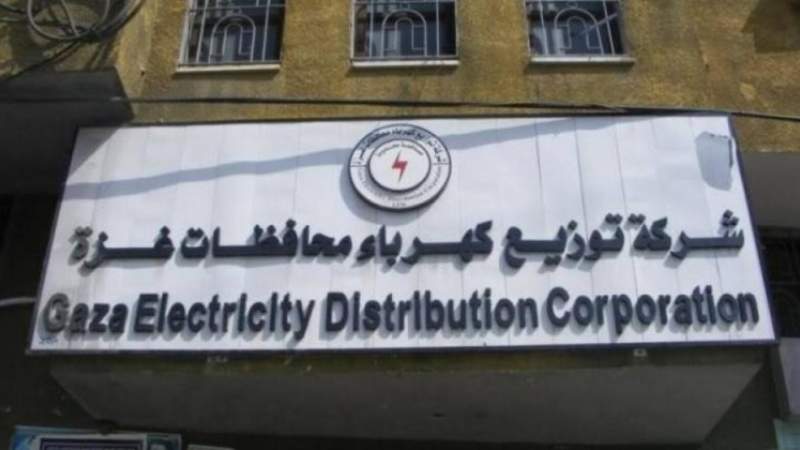 شركة توزيع كهرباء محافظات غزة
Gaza Electricity Distribution Corporation